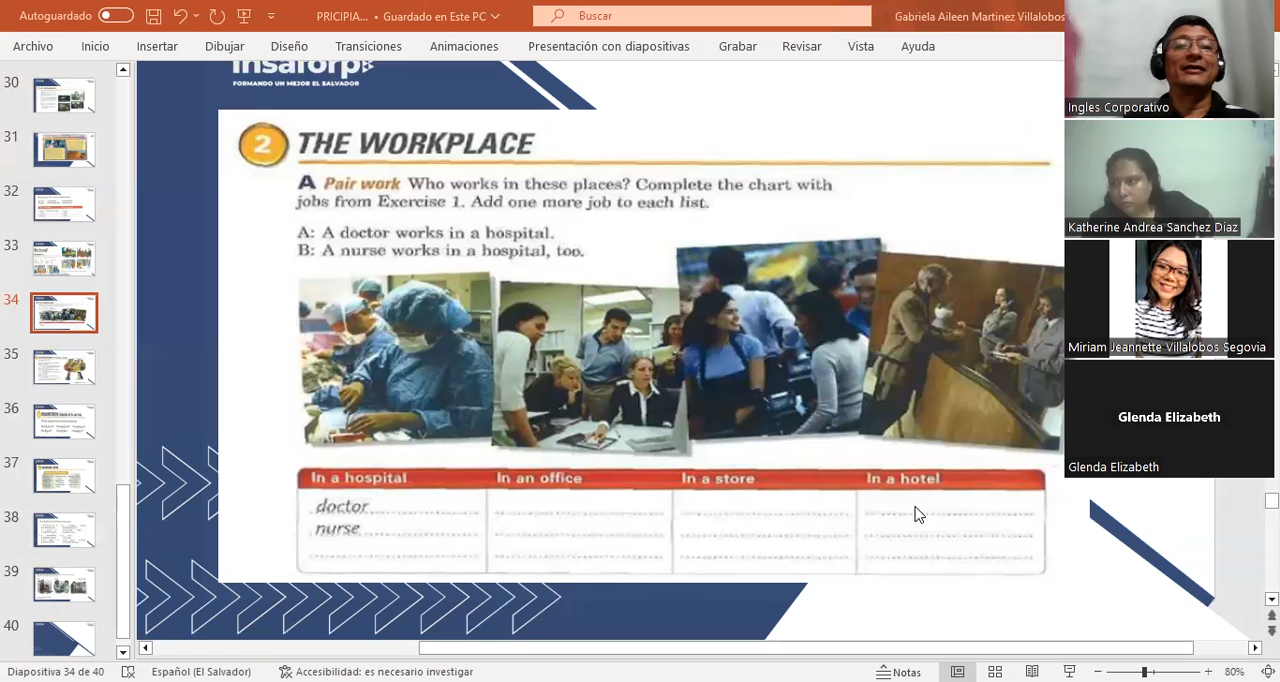 Autoguardado
PRICIPIA... • Guardado en Este PC
Buscar
Gabriela Aileen Martinez Villalobos
Archivo
Inicio
Insertar
Dibujar
Diseño
Transiciones
Animaciones
Presentación con diapositivas
Grabar
Revisar
Vista
Ayuda
30
31
32
33
34
35
36
37
38
39
40
insaforp
FORMANDO UN MEJOR EL SALVADOR
2 THE WORKPLACE
A Pair work Who works in these places? Complete the chart with
jobs from Exercise 1. Add one more job to each list.
A: A doctor works in a hospital.
B: A nurse works in a hospital, too.
In a hospital
In an office
In a store
In a hotel
doctor
nurse
Ingles Corporativo
Katherine Andrea Sanchez Diaz
Miriam Jeannette Villalobos Segovia
Glenda Elizabeth
Glenda Elizabeth
Diapositiva 34 de 40
Español (El Salvador)
Accesibilidad: es necesario investigar
Notas
80%